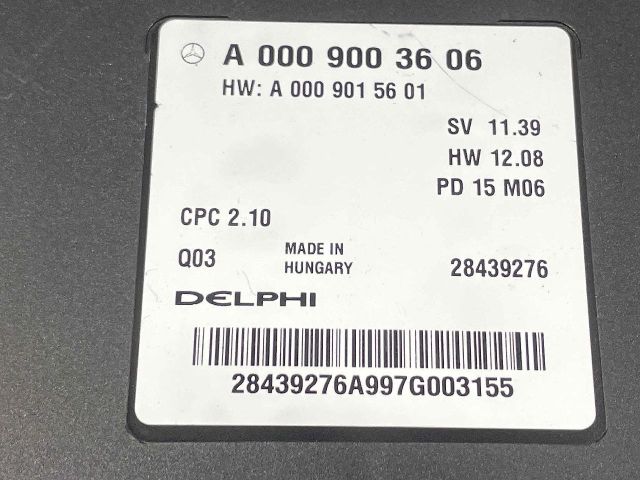 A 000 900 36 06
HW: A 000 901 56 01
SV 11.39
HW 12.08
PD 15 M06
CPC 2.10
Q03
MADE IN
HUNGARY
28439276
DELPHI
28439276A997G003155